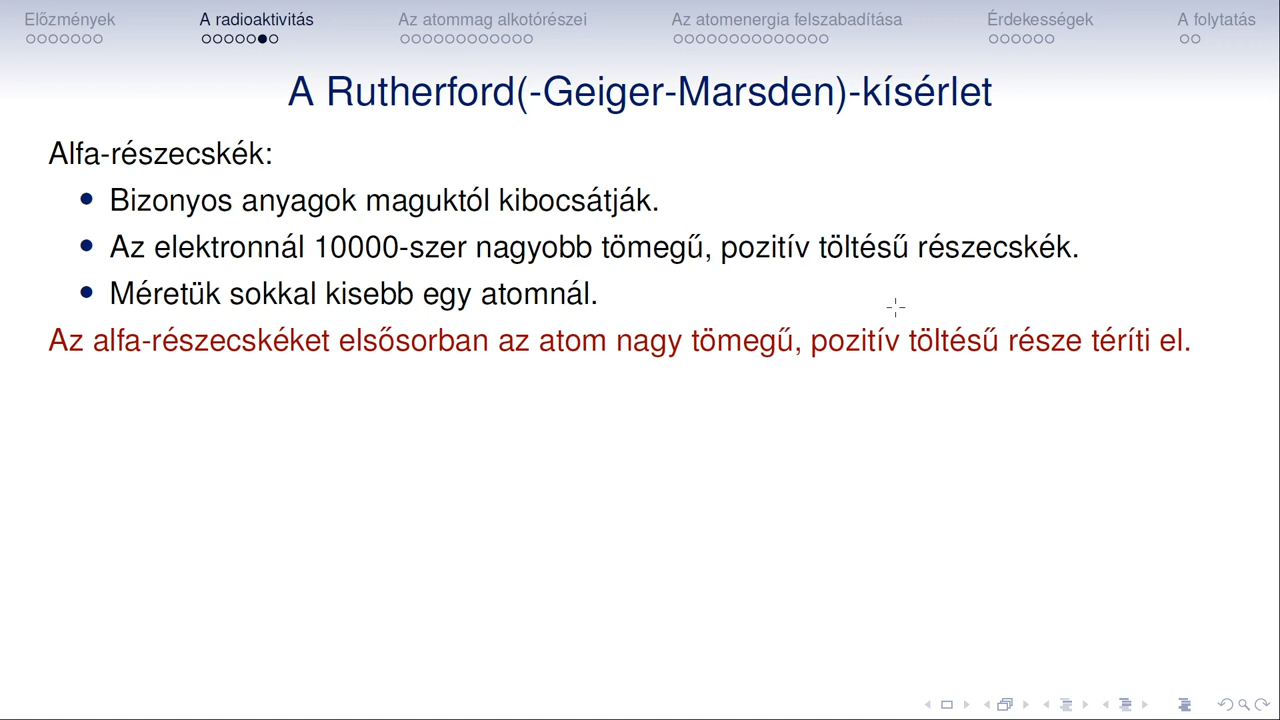 Előzmények
A radioaktivitás
Az atommag alkotórészei
Az atomenergia felszabadítása
Érdekességek
A folytatás
A Rutherford(-Geiger-Marsden)-kísérlet
Alfa-részecskék:
Bizonyos anyagok maguktól kibocsátják.
Az elektronnál 10000-szer nagyobb tömegű, pozitív töltésű részecskék.
Méretük sokkal kisebb egy atomnál.
Az alfa-részecskéket elsősorban az atom nagy tömegű, pozitív töltésű része téríti el.